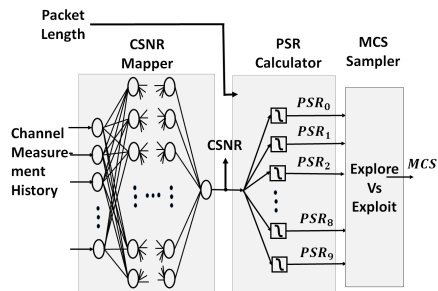 Packet
Length
CSNR
Mapper
PSR
Calculator
MCS
Sampler
Channel
Measure-
ment
History
CSNR
PSR0
PSR1
PSR2
PSR8
PSR9
Explore
Vs
Exploit
MCS